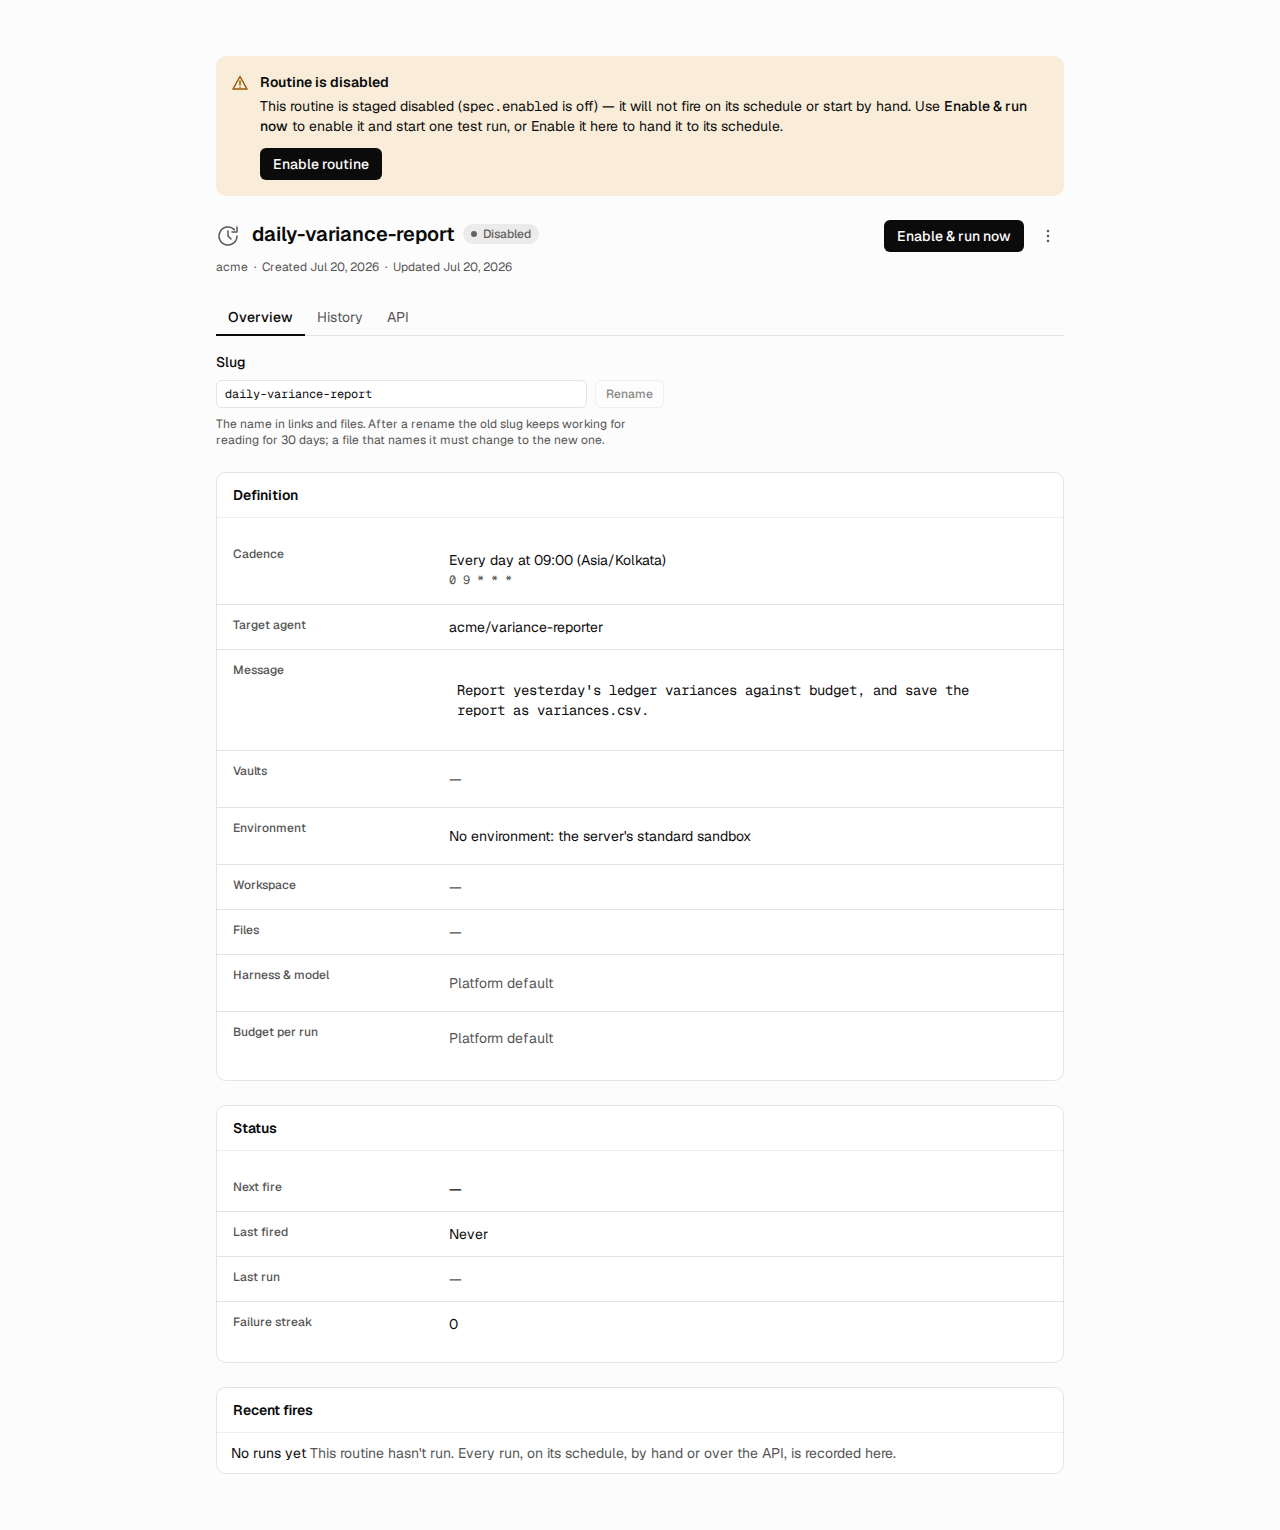 Routine is disabled
This routine is staged disabled (spec.enabled is off) — it will not fire on its schedule or start by hand. Use Enable & run
now to enable it and start one test run, or Enable it here to hand it to its schedule.
Enable routine
daily-variance-report
Disabled
Enable & run now
acme · Created Jul 20, 2026 · Updated Jul 20, 2026
Overview
History
API
Slug
daily-variance-report
Rename
The name in links and files. After a rename the old slug keeps working for
reading for 30 days; a file that names it must change to the new one.
Definition
Cadence
Every day at 09:00 (Asia/Kolkata)
0 9 * * *
Target agent
acme/variance-reporter
Message
Report yesterday's ledger variances against budget, and save the
report as variances.csv.
Vaults
—
Environment
No environment: the server's standard sandbox
Workspace
—
Files
—
Harness & model
Platform default
Budget per run
Platform default
Status
Next fire
—
Last fired
Never
Last run
—
Failure streak
0
Recent fires
No runs yet This routine hasn't run. Every run, on its schedule, by hand or over the API, is recorded here.